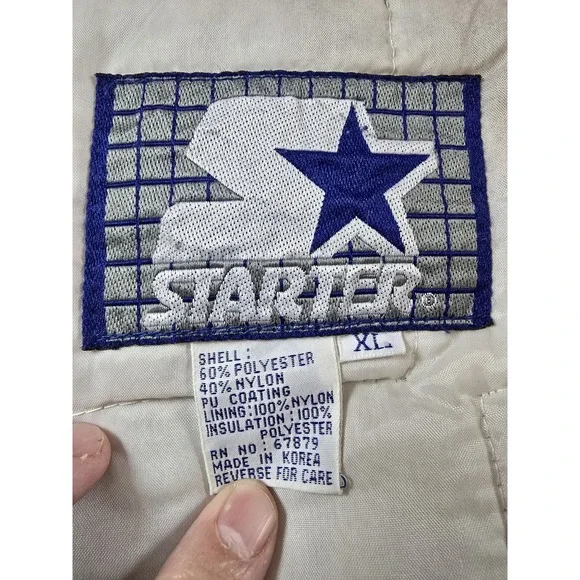 STARTER®
XL
SHELL:
60% POLYESTER
40% NYLON
PU COATING
LINING:100% NYLON
INSULATION:100%
POLYESTER
RN NO: 67879
MADE IN KOREA
REVERSE FOR CARE